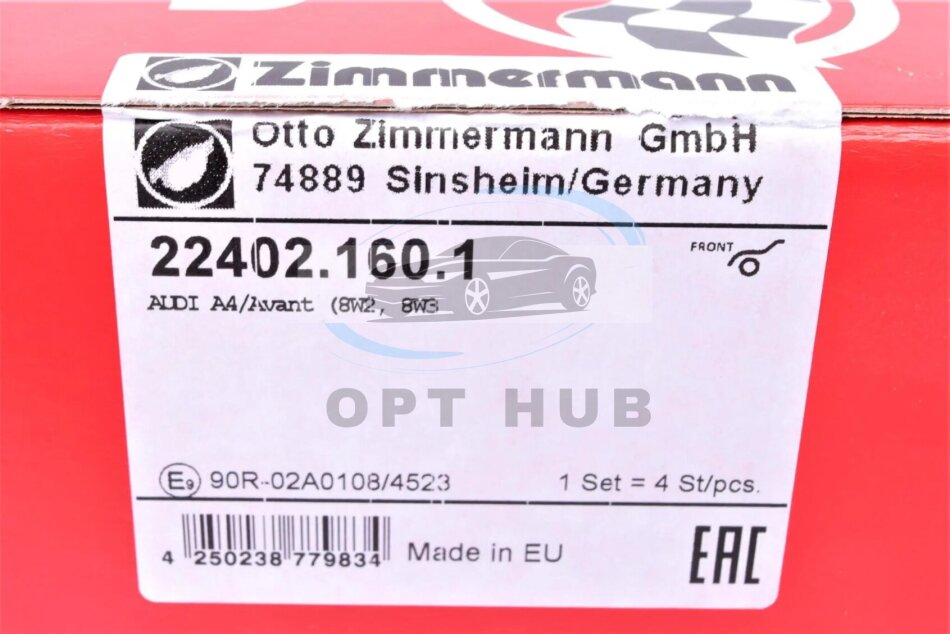 Zimmermann
Otto Zimmermann GmbH
74889 Sinsheim/Germany
22402.160.1
FRONT
AUDI A4/Avant (8W2, 8W3
OPT HUB
E9 90R-02A0108/4523
1 Set = 4 St/pcs.
4 250238 779834
Made in EU
EAC